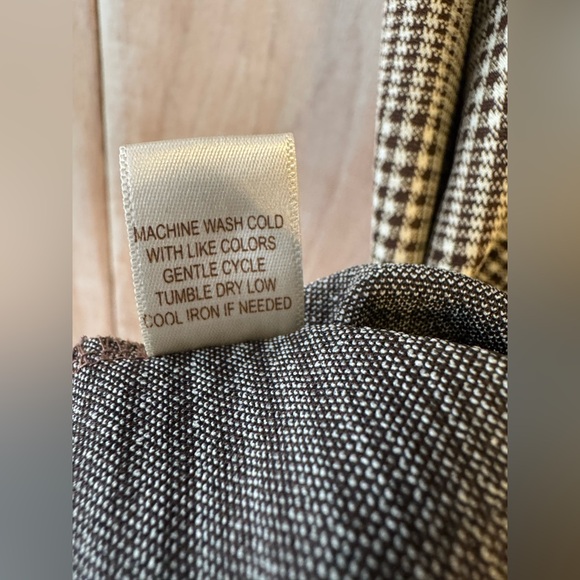 MACHINE WASH COLD
WITH LIKE COLORS
GENTLE CYCLE
TUMBLE DRY LOW
COOL IRON IF NEEDED